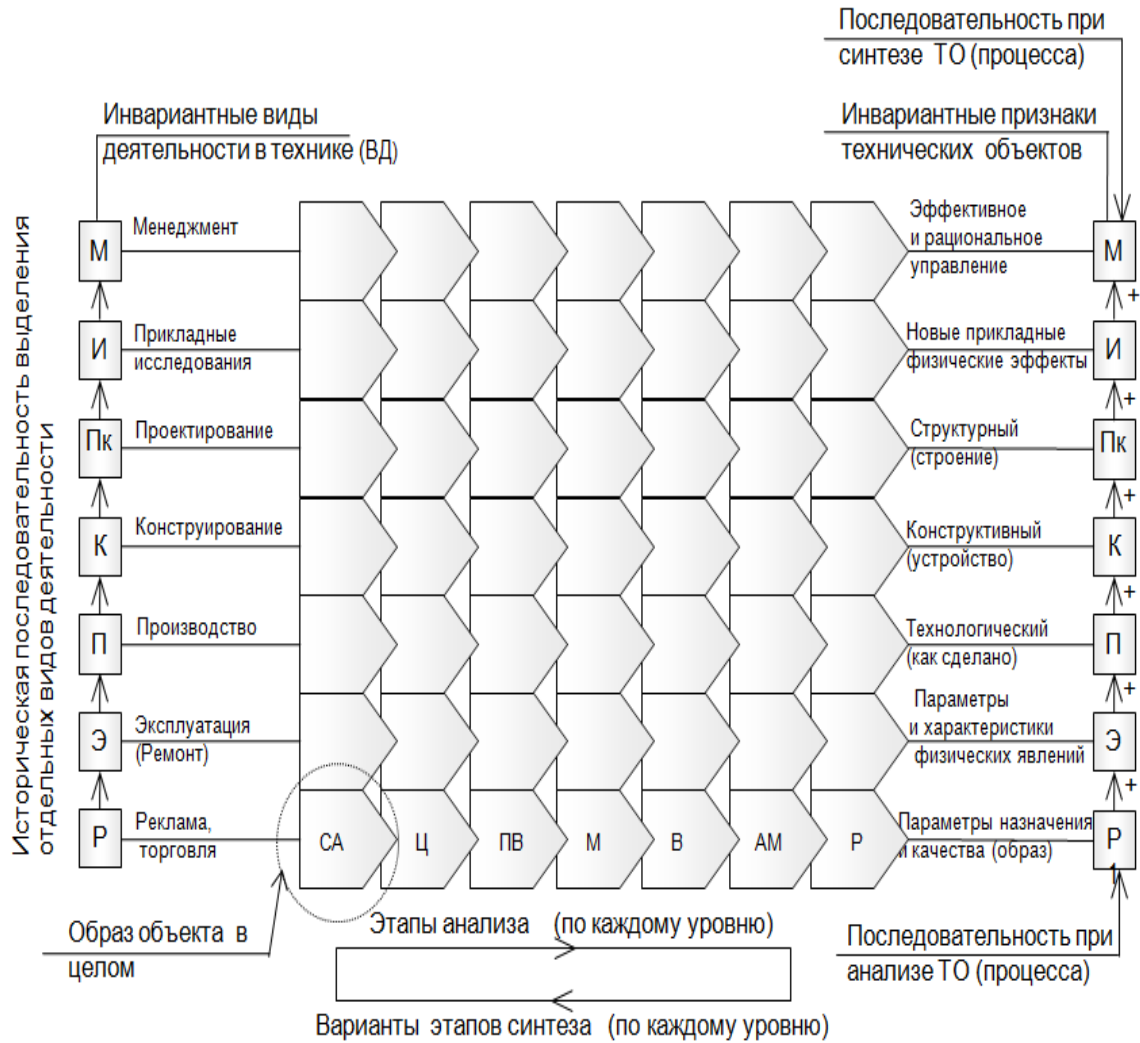 Последовательность при
синтезе ТО (процесса)
Инвариантные виды
деятельности в технике (ВД)
Инвариантные признаки
технических объектов
Историческая последовательность выделения
отдельных видов деятельности
М
Менеджмент
Эффективное
и рациональное
управление
М
+
И
Прикладные
исследования
Новые прикладные
физические эффекты
И
+
Пк
Проектирование
Структурный
(строение)
Пк
+
К
Конструирование
Конструктивный
(устройство)
К
+
П
Производство
Технологический
(как сделано)
П
+
Э
Эксплуатация
(Ремонт)
Параметры
и характеристики
физических явлений
Э
+
Р
Реклама,
торговля
СА
Ц
ПВ
М
В
АМ
Р
Параметры назначения
и качества (образ)
Р
1
Образ объекта в
целом
Этапы анализа (по каждому уровню)
Варианты этапов синтеза (по каждому уровню)
Последовательность при
анализе ТО (процесса)